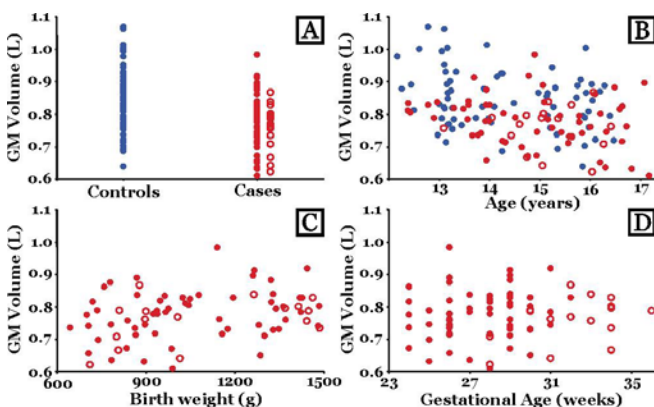 A
GM Volume (L)
1.1
1.0
0.9
0.8
0.7
0.6
Controls Cases
B
GM Volume (L)
1.1
1.0
0.9
0.8
0.7
0.6
13 14 15 16 17
Age (years)
C
GM Volume (L)
1.1
1.0
0.9
0.8
0.7
0.6
600 900 1200 1500
Birth weight (g)
D
GM Volume (L)
1.1
1.0
0.9
0.8
0.7
0.6
23 27 31 35
Gestational Age (weeks)